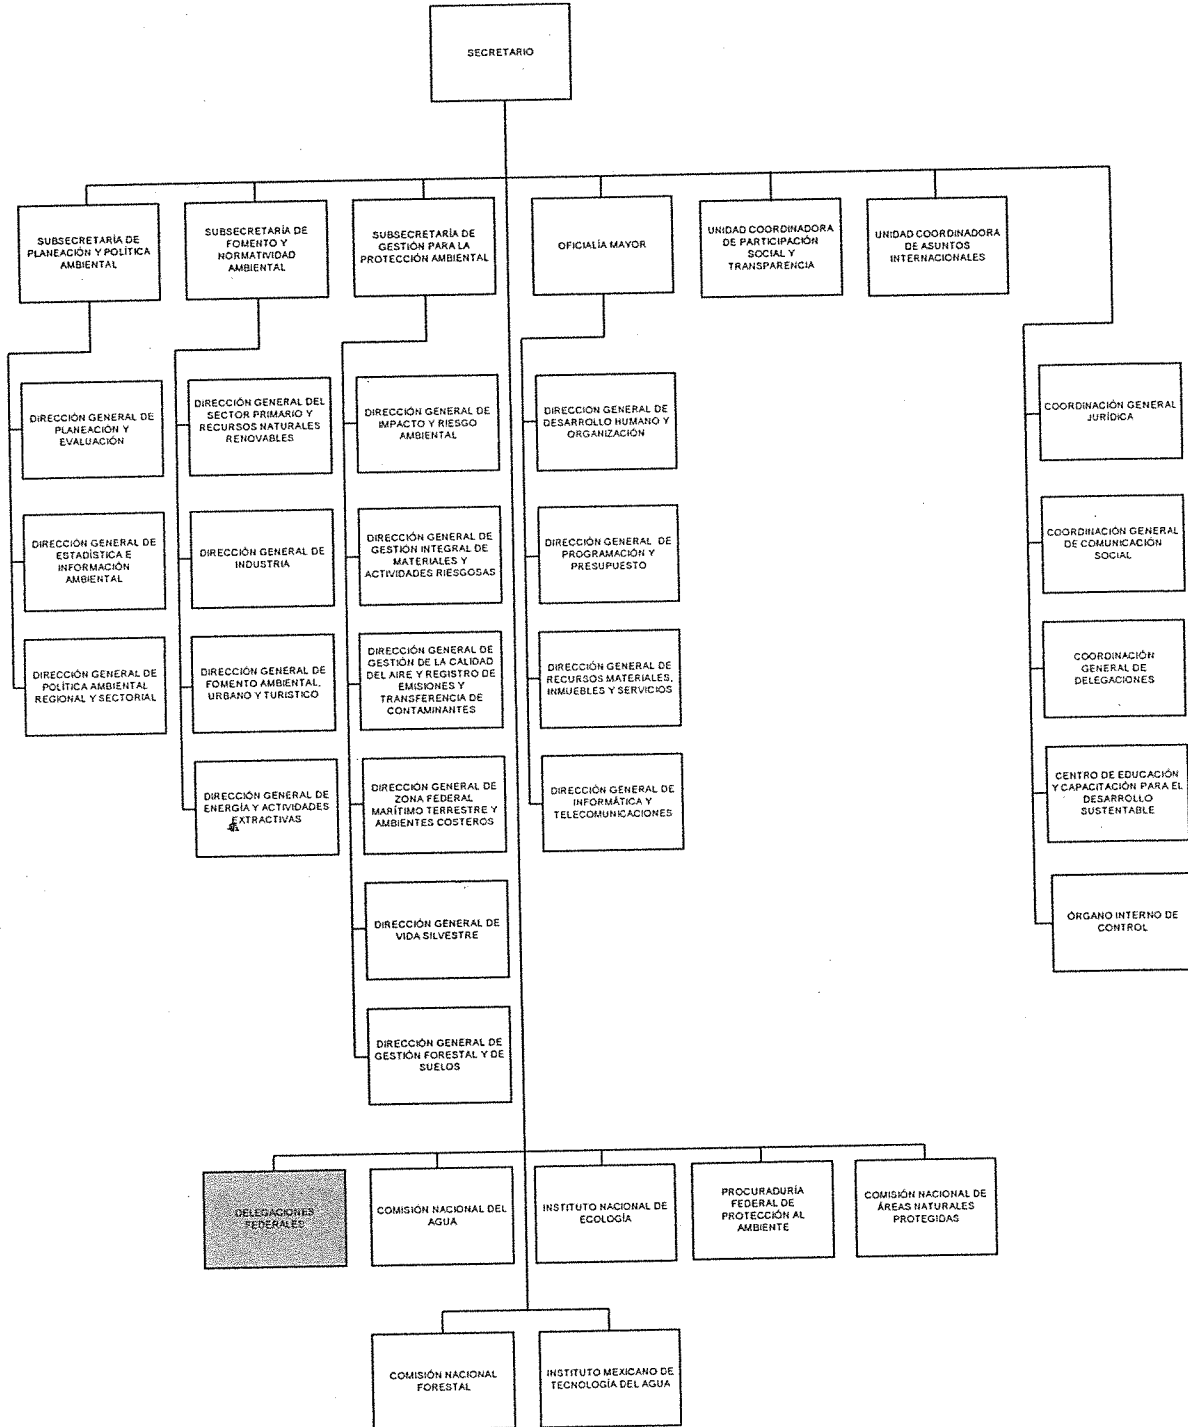 SECRETARIO
SUBSECRETARÍA DE
PLANEACIÓN Y POLÍTICA
AMBIENTAL
SUBSECRETARÍA DE
FOMENTO Y
NORMATIVIDAD
AMBIENTAL
SUBSECRETARÍA DE
GESTIÓN PARA LA
PROTECCIÓN AMBIENTAL
OFICIALÍA MAYOR
UNIDAD COORDINADORA
DE PARTICIPACIÓN
SOCIAL Y
TRANSPARENCIA
UNIDAD COORDINADORA
DE ASUNTOS
INTERNACIONALES
DIRECCIÓN GENERAL DE
PLANEACIÓN Y
EVALUACIÓN
DIRECCIÓN GENERAL DEL
SECTOR PRIMARIO Y
RECURSOS NATURALES
RENOVABLES
DIRECCIÓN GENERAL DE
IMPACTO Y RIESGO
AMBIENTAL
DIRECCIÓN GENERAL DE
DESARROLLO HUMANO Y
ORGANIZACIÓN
COORDINACIÓN GENERAL
JURÍDICA
DIRECCIÓN GENERAL DE
ESTADÍSTICA E
INFORMACIÓN
AMBIENTAL
DIRECCIÓN GENERAL DE
INDUSTRIA
DIRECCIÓN GENERAL DE
GESTIÓN INTEGRAL DE
MATERIALES Y
ACTIVIDADES RIESGOSAS
DIRECCIÓN GENERAL DE
PROGRAMACIÓN Y
PRESUPUESTO
COORDINACIÓN GENERAL
DE COMUNICACIÓN
SOCIAL
DIRECCIÓN GENERAL DE
POLÍTICA AMBIENTAL
REGIONAL Y SECTORIAL
DIRECCIÓN GENERAL DE
FOMENTO AMBIENTAL,
URBANO Y TURISTICO
DIRECCIÓN GENERAL DE
GESTIÓN DE LA CALIDAD
DEL AIRE Y REGISTRO DE
EMISIONES Y
TRANSFERENCIA DE
CONTAMINANTES
DIRECCIÓN GENERAL DE
RECURSOS MATERIALES,
INMUEBLES Y SERVICIOS
COORDINACIÓN
GENERAL DE
DELEGACIONES
DIRECCIÓN GENERAL DE
ENERGÍA Y ACTIVIDADES
EXTRACTIVAS
DIRECCIÓN GENERAL DE
ZONA FEDERAL
MARÍTIMO TERRESTRE Y
AMBIENTES COSTEROS
DIRECCIÓN GENERAL DE
INFORMÁTICA Y
TELECOMUNICACIONES
CENTRO DE EDUCACIÓN
Y CAPACITACIÓN PARA EL
DESARROLLO
SUSTENTABLE
DIRECCIÓN GENERAL DE
VIDA SILVESTRE
ÓRGANO INTERNO DE
CONTROL
DIRECCIÓN GENERAL DE
GESTIÓN FORESTAL Y DE
SUELOS
DELEGACIONES
FEDERALES
COMISIÓN NACIONAL DEL
AGUA
INSTITUTO NACIONAL DE
ECOLOGÍA
PROCURADURÍA
FEDERAL DE
PROTECCIÓN AL
AMBIENTE
COMISIÓN NACIONAL DE
ÁREAS NATURALES
PROTEGIDAS
COMISIÓN NACIONAL
FORESTAL
INSTITUTO MEXICANO DE
TECNOLOGÍA DEL AGUA